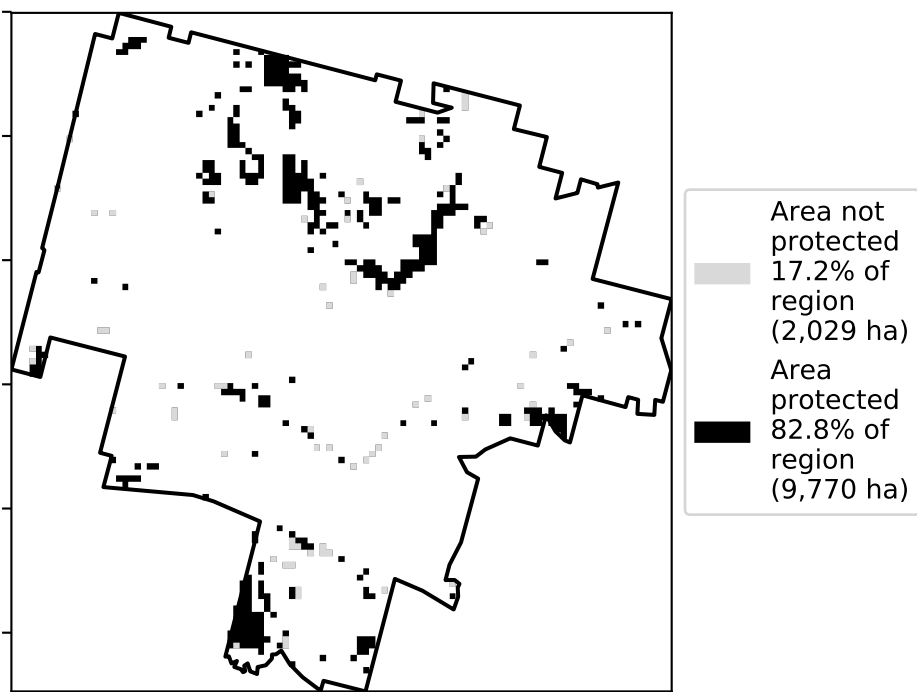 Area not
protected
17.2% of
region
(2,029 ha)
Area
protected
82.8% of
region
(9,770 ha)